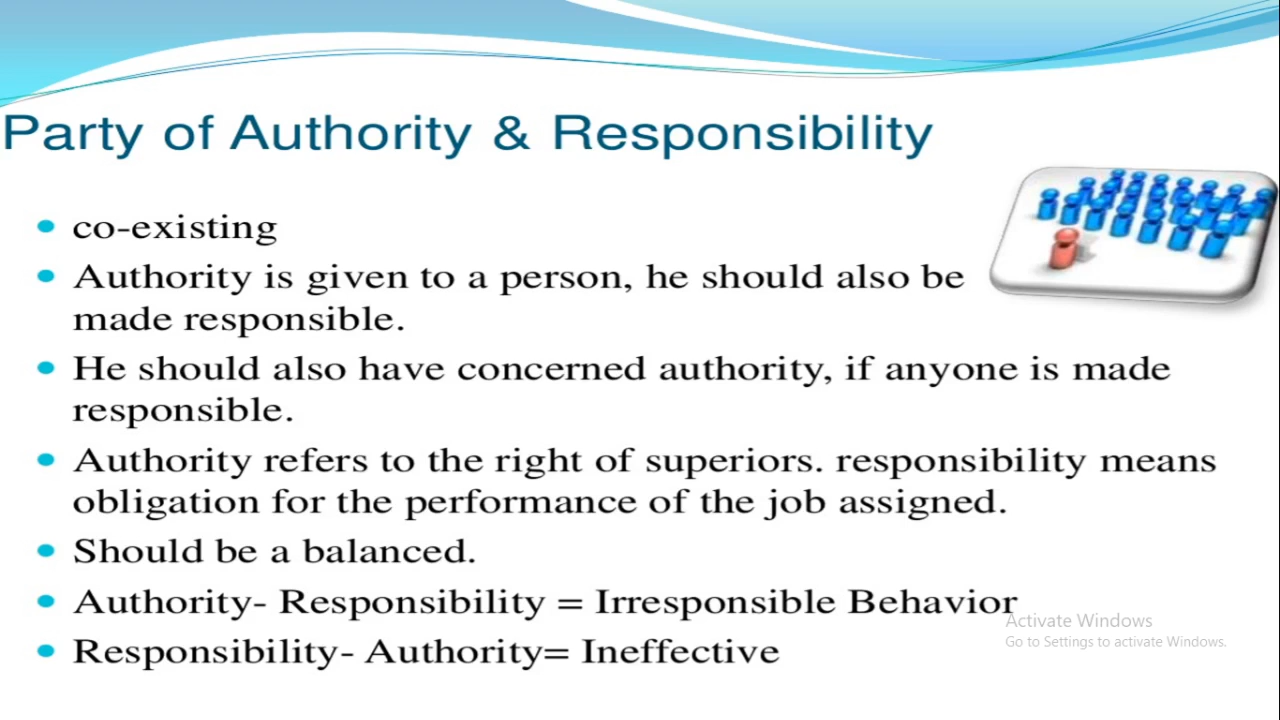 Party of Authority & Responsibility
co-existing
Authority is given to a person, he should also be
made responsible.
He should also have concerned authority, if anyone is made
responsible.
Authority refers to the right of superiors. responsibility means
obligation for the performance of the job assigned.
Should be a balanced.
Authority- Responsibility = Irresponsible Behavior
Activate Windows
Go to Settings to activate Windows.
Responsibility- Authority= Ineffective